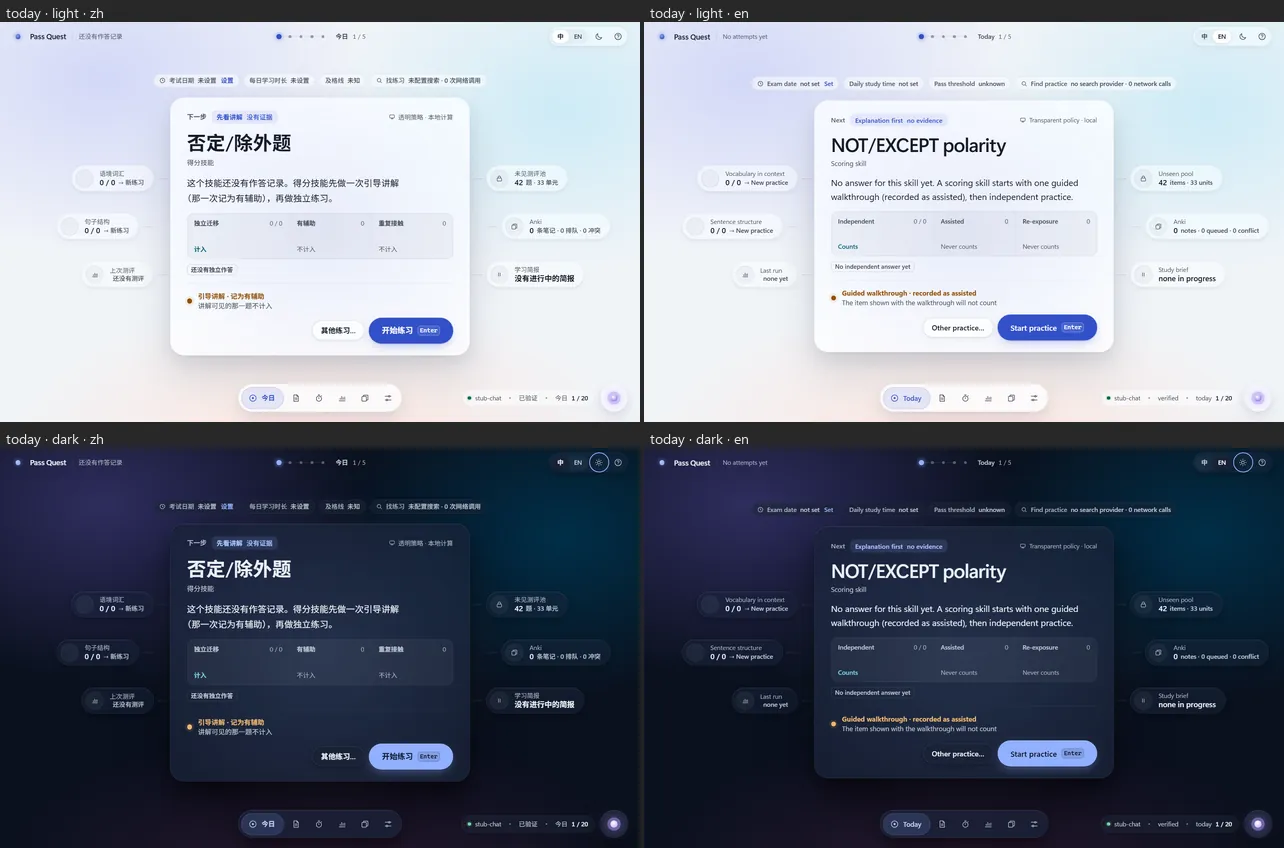 today · light · zh
Pass Quest 还没有作答记录 今日 1 / 5 中 EN
考试日期 未设置 设置 每日学习时长 未设置 及格线 未知 找练习 未配置搜索 · 0 次网络调用
下一步 先看讲解 没有证据 透明策略 · 本地计算
否定/除外题
得分技能
这个技能还没有作答记录。得分技能先做一次引导讲解
（那一次记为有辅助），再做独立练习。
独立迁移 0 / 0 有辅助 0 重复接触 0
计入 不计入 不计入
还没有独立作答
引导讲解 · 记为有辅助
讲解可见的那一题不计入
其他练习... 开始练习 Enter
语境词汇
0 / 0 → 新练习
句子结构
0 / 0 → 新练习
上次测评
还没有测评
未见测评池
42 题 · 33 单元
Anki
0 条笔记 · 0 排队 · 0 冲突
学习简报
没有进行中的简报
今日
stub-chat · 已验证 · 今日 1 / 20
today · light · en
Pass Quest No attempts yet Today 1 / 5 中 EN
Exam date not set Set Daily study time not set Pass threshold unknown Find practice no search provider · 0 network calls
Next Explanation first no evidence Transparent policy · local
NOT/EXCEPT polarity
Scoring skill
No answer for this skill yet. A scoring skill starts with one guided
walkthrough (recorded as assisted), then independent practice.
Independent 0 / 0 Assisted 0 Re-exposure 0
Counts Never counts Never counts
No independent answer yet
Guided walkthrough · recorded as assisted
The item shown with the walkthrough will not count
Other practice... Start practice Enter
Vocabulary in context
0 / 0 → New practice
Sentence structure
0 / 0 → New practice
Last run
none yet
Unseen pool
42 items · 33 units
Anki
0 notes · 0 queued · 0 conflict
Study brief
none in progress
Today
stub-chat · verified · today 1 / 20
today · dark · zh
Pass Quest 还没有作答记录 今日 1 / 5 中 EN
考试日期 未设置 设置 每日学习时长 未设置 及格线 未知 找练习 未配置搜索 · 0 次网络调用
下一步 先看讲解 没有证据 透明策略 · 本地计算
否定/除外题
得分技能
这个技能还没有作答记录。得分技能先做一次引导讲解
（那一次记为有辅助），再做独立练习。
独立迁移 0 / 0 有辅助 0 重复接触 0
计入 不计入 不计入
还没有独立作答
引导讲解 · 记为有辅助
讲解可见的那一题不计入
其他练习... 开始练习 Enter
语境词汇
0 / 0 → 新练习
句子结构
0 / 0 → 新练习
上次测评
还没有测评
未见测评池
42 题 · 33 单元
Anki
0 条笔记 · 0 排队 · 0 冲突
学习简报
没有进行中的简报
今日
stub-chat · 已验证 · 今日 1 / 20
today · dark · en
Pass Quest No attempts yet Today 1 / 5 中 EN
Exam date not set Set Daily study time not set Pass threshold unknown Find practice no search provider · 0 network calls
Next Explanation first no evidence Transparent policy · local
NOT/EXCEPT polarity
Scoring skill
No answer for this skill yet. A scoring skill starts with one guided
walkthrough (recorded as assisted), then independent practice.
Independent 0 / 0 Assisted 0 Re-exposure 0
Counts Never counts Never counts
No independent answer yet
Guided walkthrough · recorded as assisted
The item shown with the walkthrough will not count
Other practice... Start practice Enter
Vocabulary in context
0 / 0 → New practice
Sentence structure
0 / 0 → New practice
Last run
none yet
Unseen pool
42 items · 33 units
Anki
0 notes · 0 queued · 0 conflict
Study brief
none in progress
Today
stub-chat · verified · today 1 / 20